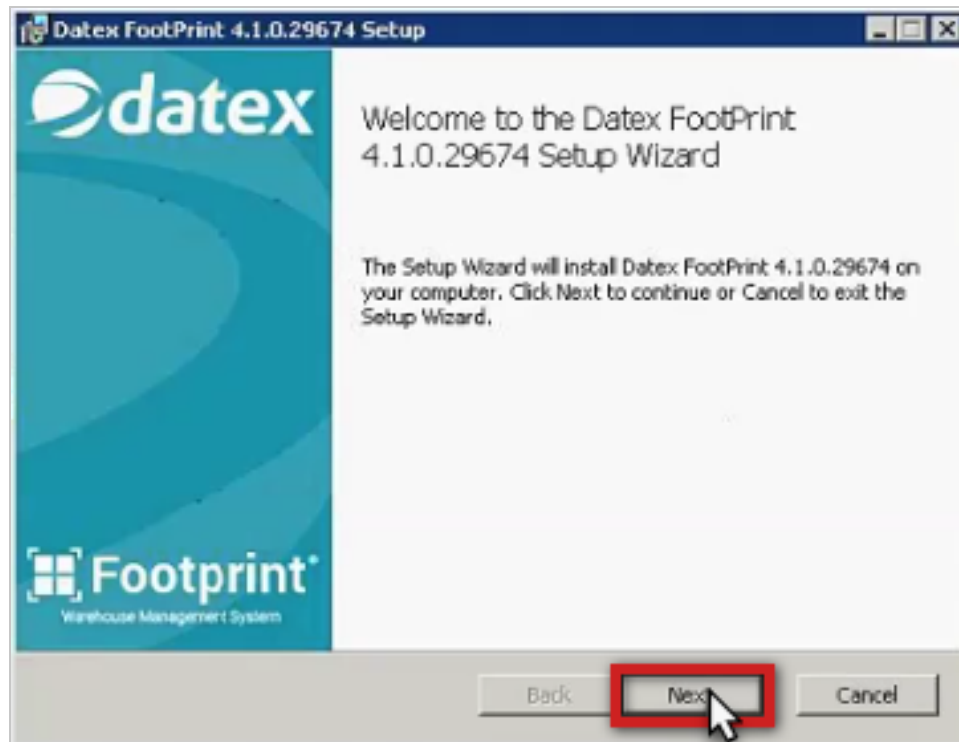 Datex FootPrint 4.1.0.29674 Setup
datex
Welcome to the Datex FootPrint
4.1.0.29674 Setup Wizard
The Setup Wizard will install Datex FootPrint 4.1.0.29674 on
your computer. Click Next to continue or Cancel to exit the
Setup Wizard.
Footprint
Warehouse Management System
Back
Next
Cancel